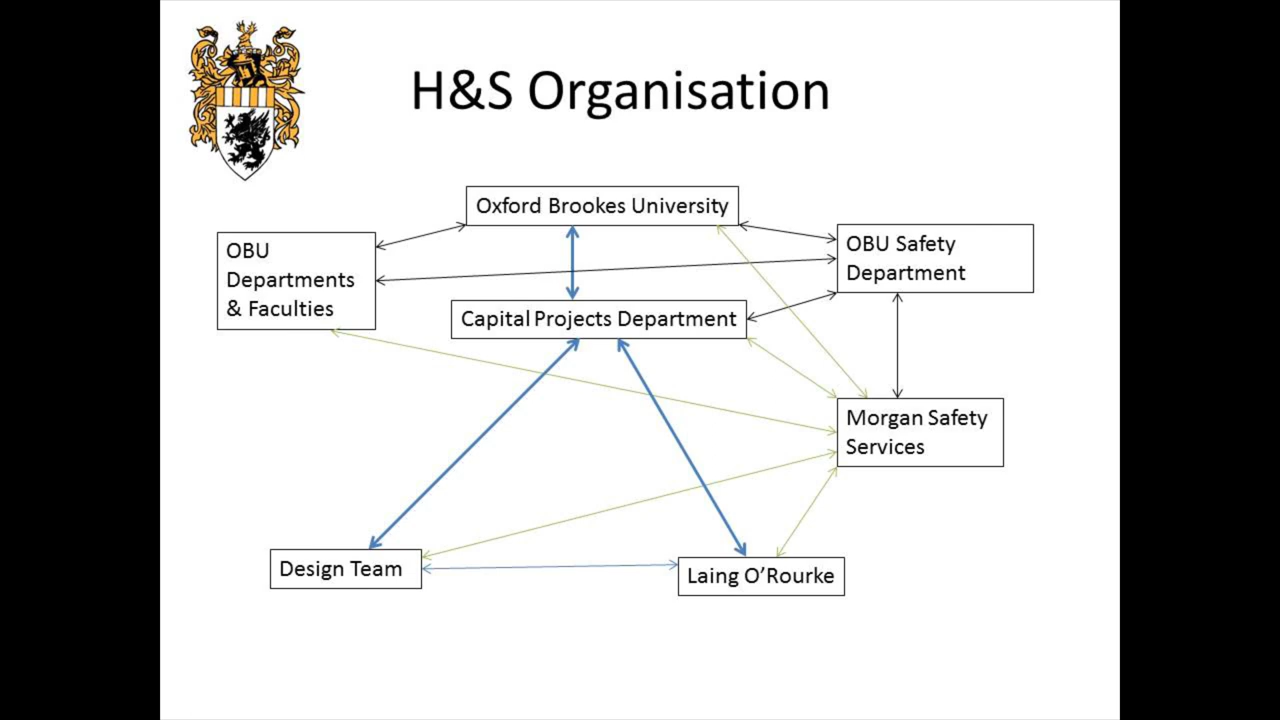 H&S Organisation
Oxford Brookes University
OBU
Departments
& Faculties
OBU Safety
Department
Capital Projects Department
Morgan Safety
Services
Design Team
Laing O’Rourke